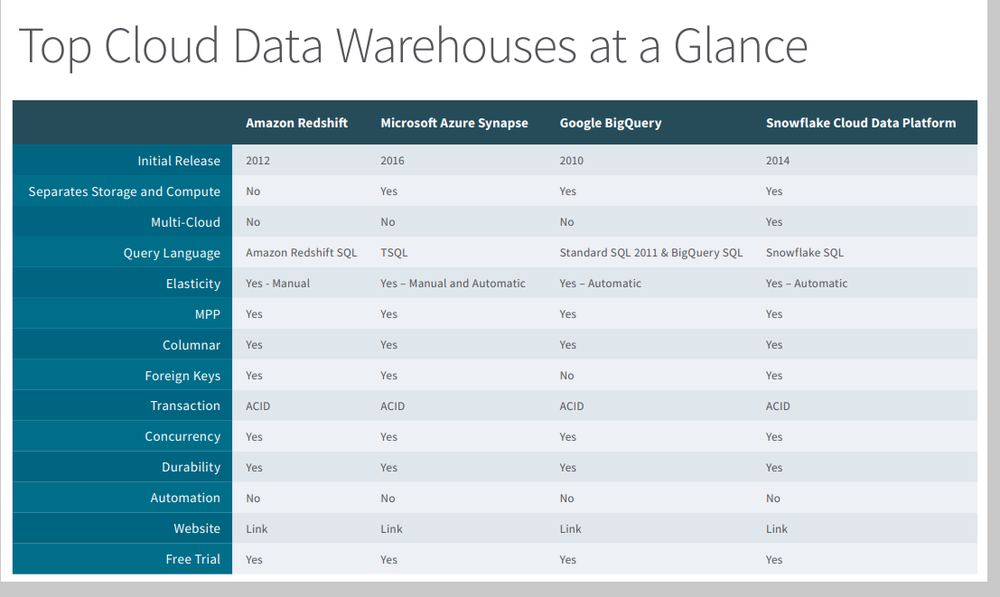 Top Cloud Data Warehouses at a Glance
Amazon Redshift Microsoft Azure Synapse Google BigQuery Snowflake Cloud Data Platform
Initial Release 2012 2016 2010 2014
Separates Storage and Compute No Yes Yes Yes
Multi-Cloud No No No Yes
Query Language Amazon Redshift SQL TSQL Standard SQL 2011 & BigQuery SQL Snowflake SQL
Elasticity Yes - Manual Yes – Manual and Automatic Yes – Automatic Yes – Automatic
MPP Yes Yes Yes Yes
Columnar Yes Yes Yes Yes
Foreign Keys Yes Yes No Yes
Transaction ACID ACID ACID ACID
Concurrency Yes Yes Yes Yes
Durability Yes Yes Yes Yes
Automation No No No No
Website Link Link Link Link
Free Trial Yes Yes Yes Yes